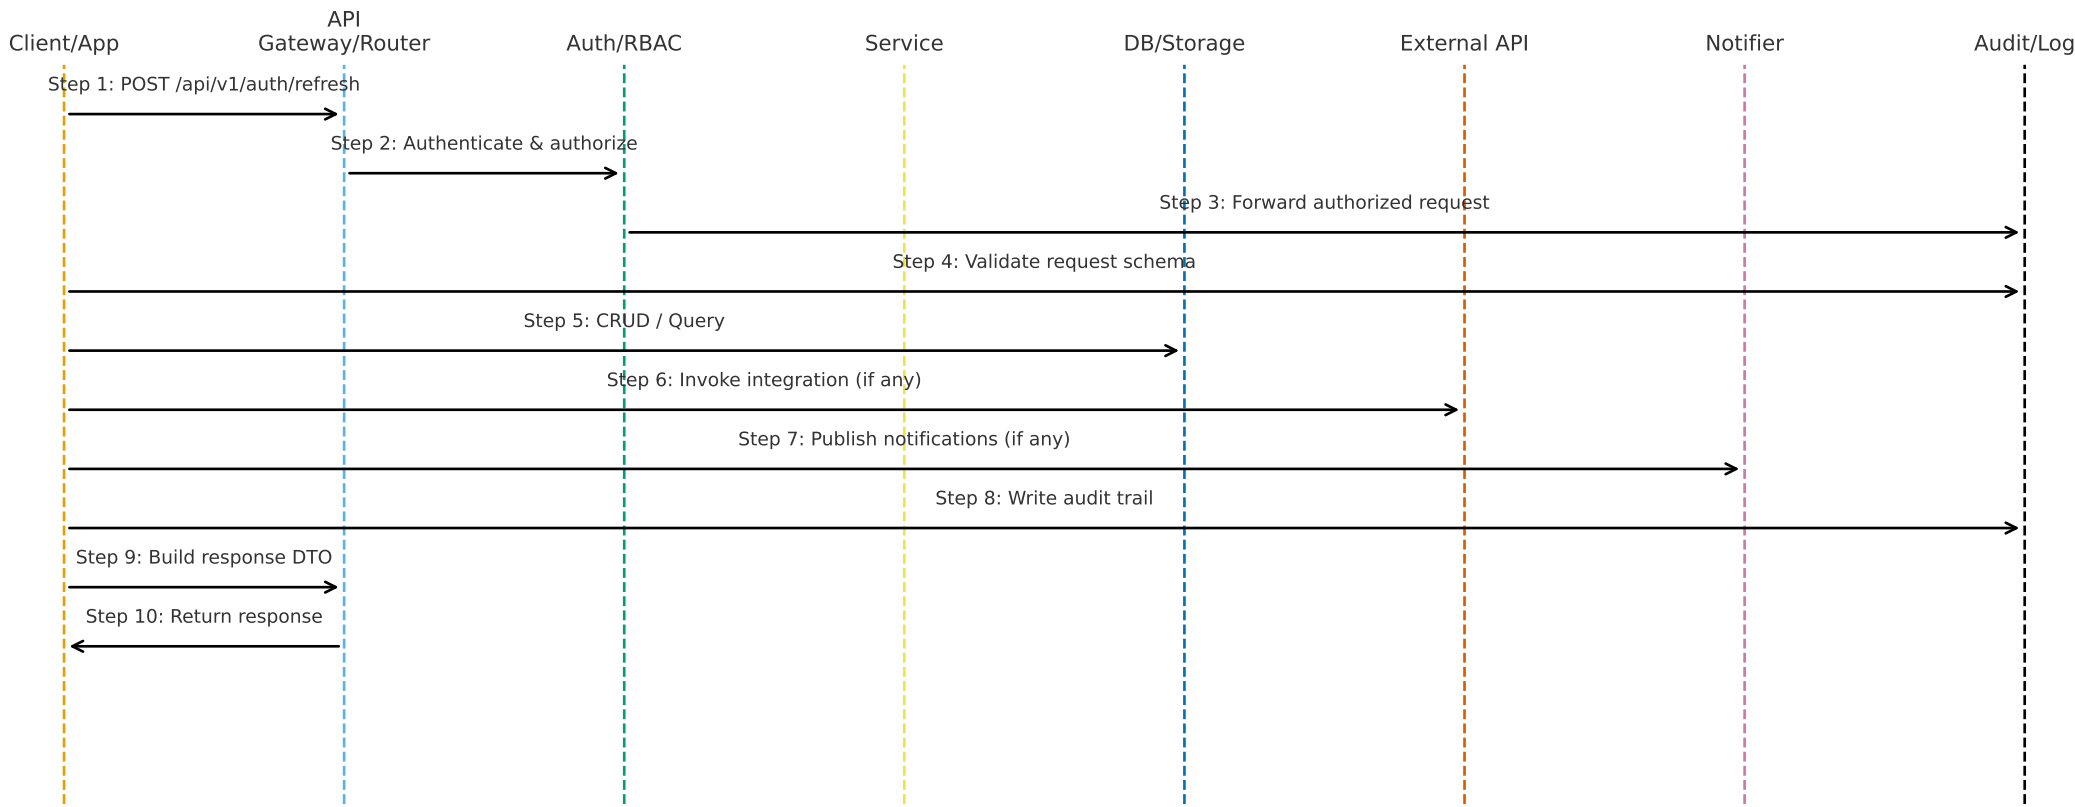 API
Client/App
Gateway/Router
Auth/RBAC
Service
DB/Storage
External API
Notifier
Audit/Log
Step 1: POST /api/v1/auth/refresh
Step 2: Authenticate & authorize
Step 3: Forward authorized request
Step 4: Validate request schema
Step 5: CRUD / Query
Step 6: Invoke integration (if any)
Step 7: Publish notifications (if any)
Step 8: Write audit trail
Step 9: Build response DTO
Step 10: Return response